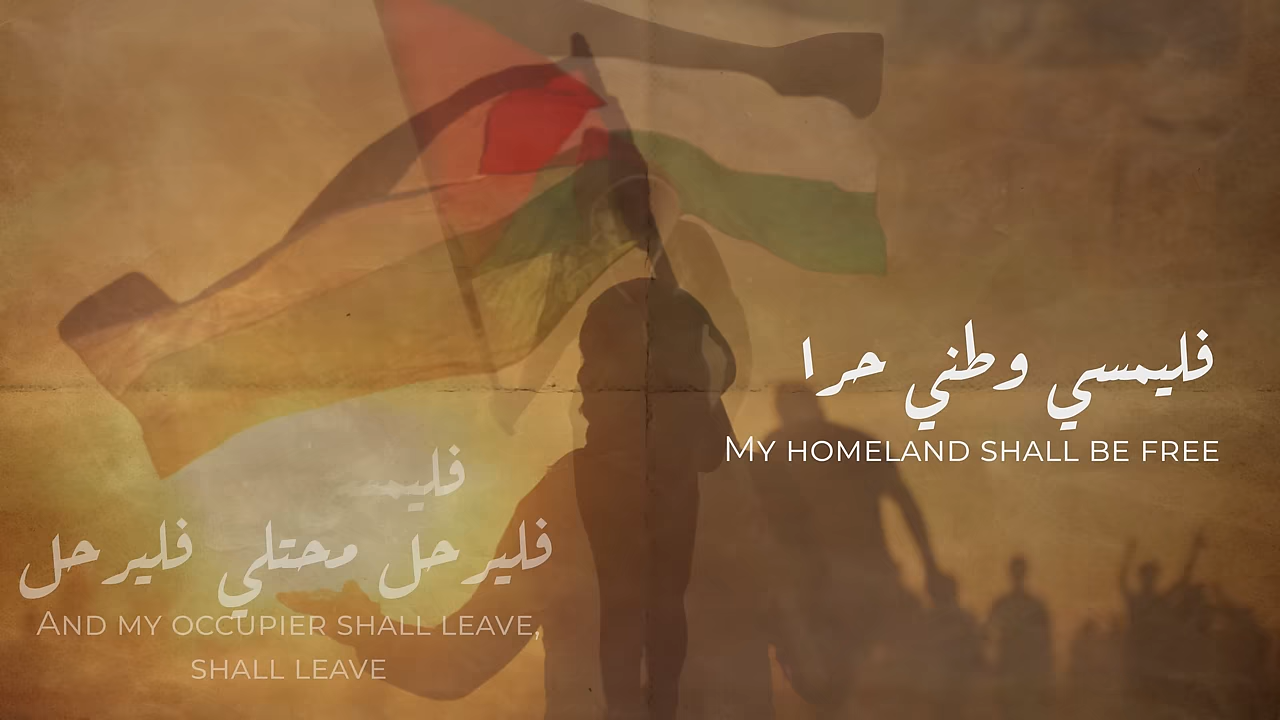 فليمسي وطني حرا
My homeland shall be free
فليرحل محتلي فليرحل
And my occupier shall leave,
shall leave